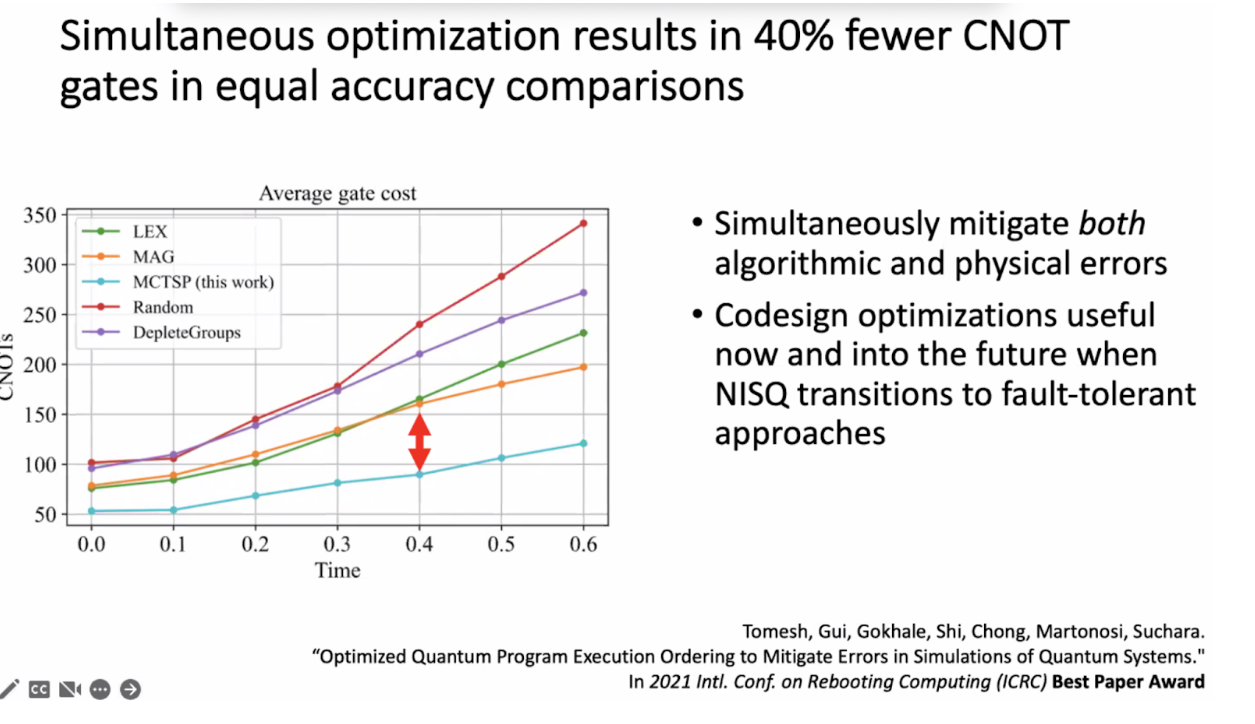 Simultaneous optimization results in 40% fewer CNOT
gates in equal accuracy comparisons
Average gate cost
350
300
250
200
150
100
50
CNOTs
LEX
MAG
MCTSP (this work)
Random
DepleteGroups
0.0 0.1 0.2 0.3 0.4 0.5 0.6
Time
• Simultaneously mitigate both
algorithmic and physical errors
• Codesign optimizations useful
now and into the future when
NISQ transitions to fault-tolerant
approaches
Tomesh, Gui, Gokhale, Shi, Chong, Martonosi, Suchara.
“Optimized Quantum Program Execution Ordering to Mitigate Errors in Simulations of Quantum Systems."
In 2021 Intl. Conf. on Rebooting Computing (ICRC) Best Paper Award
CC